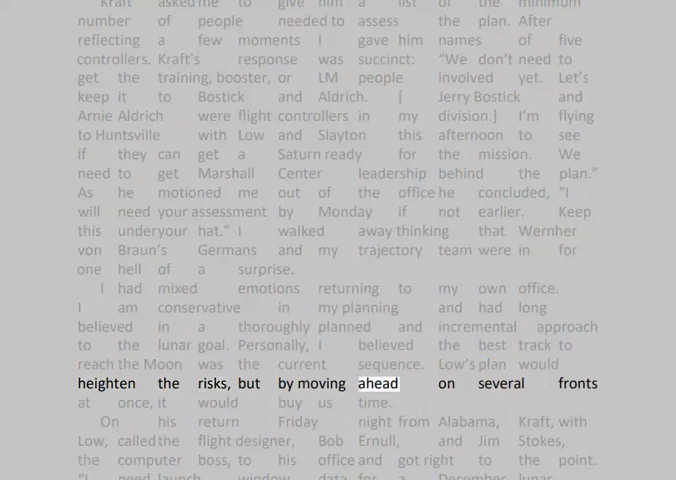 Kraft asked me to give him a list of the minimum
number of people needed to assess the plan. After
reflecting a few moments I gave him names of five
controllers. Kraft's response was succinct: “We don't need to
get the training, booster, or LM people involved yet. Let's
keep it to Bostick and Aldrich. [ Jerry Bostick and
Arnie Aldrich were flight controllers in my division.] I'm flying
to Huntsville with Low and Slayton this afternoon to see
if they can get a Saturn ready for the mission. We
need to get Marshall Center leadership behind the plan.”
As he motioned me out of the office he concluded, “I
will need your assessment by Monday if not earlier. Keep
this under your hat.” I walked away thinking that Wernher
von Braun's Germans and my trajectory team were in for
one hell of a surprise.
I had mixed emotions returning to my own office.
I am conservative in my planning and had long
believed in a thoroughly planned and incremental approach
to the lunar goal. Personally, I believed the best track to
reach the Moon was the current sequence. Low's plan would
heighten the risks, but by moving ahead on several fronts
at once, it would buy us time.
On his return Friday night from Alabama, Kraft, with
Low, called the flight designer, Bob Ernull, and Jim Stokes,
the computer boss, to his office and got right to the point.
“I need launch window data for a December lunar